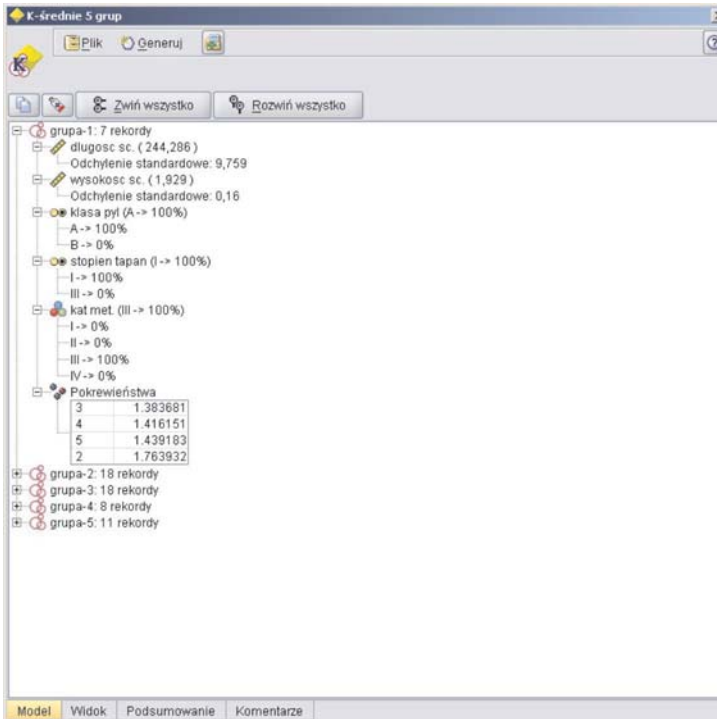 K-średnie 5 grup
Plik Generuj
Zwiń wszystko Rozwiń wszystko
grupa-1: 7 rekordy
dlugosc sc. ( 244,286 )
Odchylenie standardowe: 9,759
wysokosc sc. ( 1,929 )
Odchylenie standardowe: 0,16
klasa pyl (A -> 100%)
A -> 100%
B -> 0%
stopien tapan (I -> 100%)
I -> 100%
III -> 0%
kat met. (III -> 100%)
I -> 0%
II -> 0%
III -> 100%
IV -> 0%
Pokrewieństwa
3 1.383681
4 1.416151
5 1.439183
2 1.763932
grupa-2: 18 rekordy
grupa-3: 18 rekordy
grupa-4: 8 rekordy
grupa-5: 11 rekordy
Model Widok Podsumowanie Komentarze